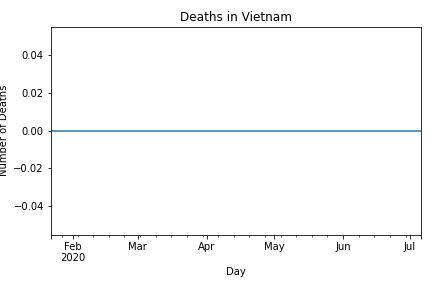 Deaths in Vietnam
Number of Deaths
0.04
0.02
0.00
−0.02
−0.04
Feb
2020
Mar
Apr
May
Jun
Jul
Day